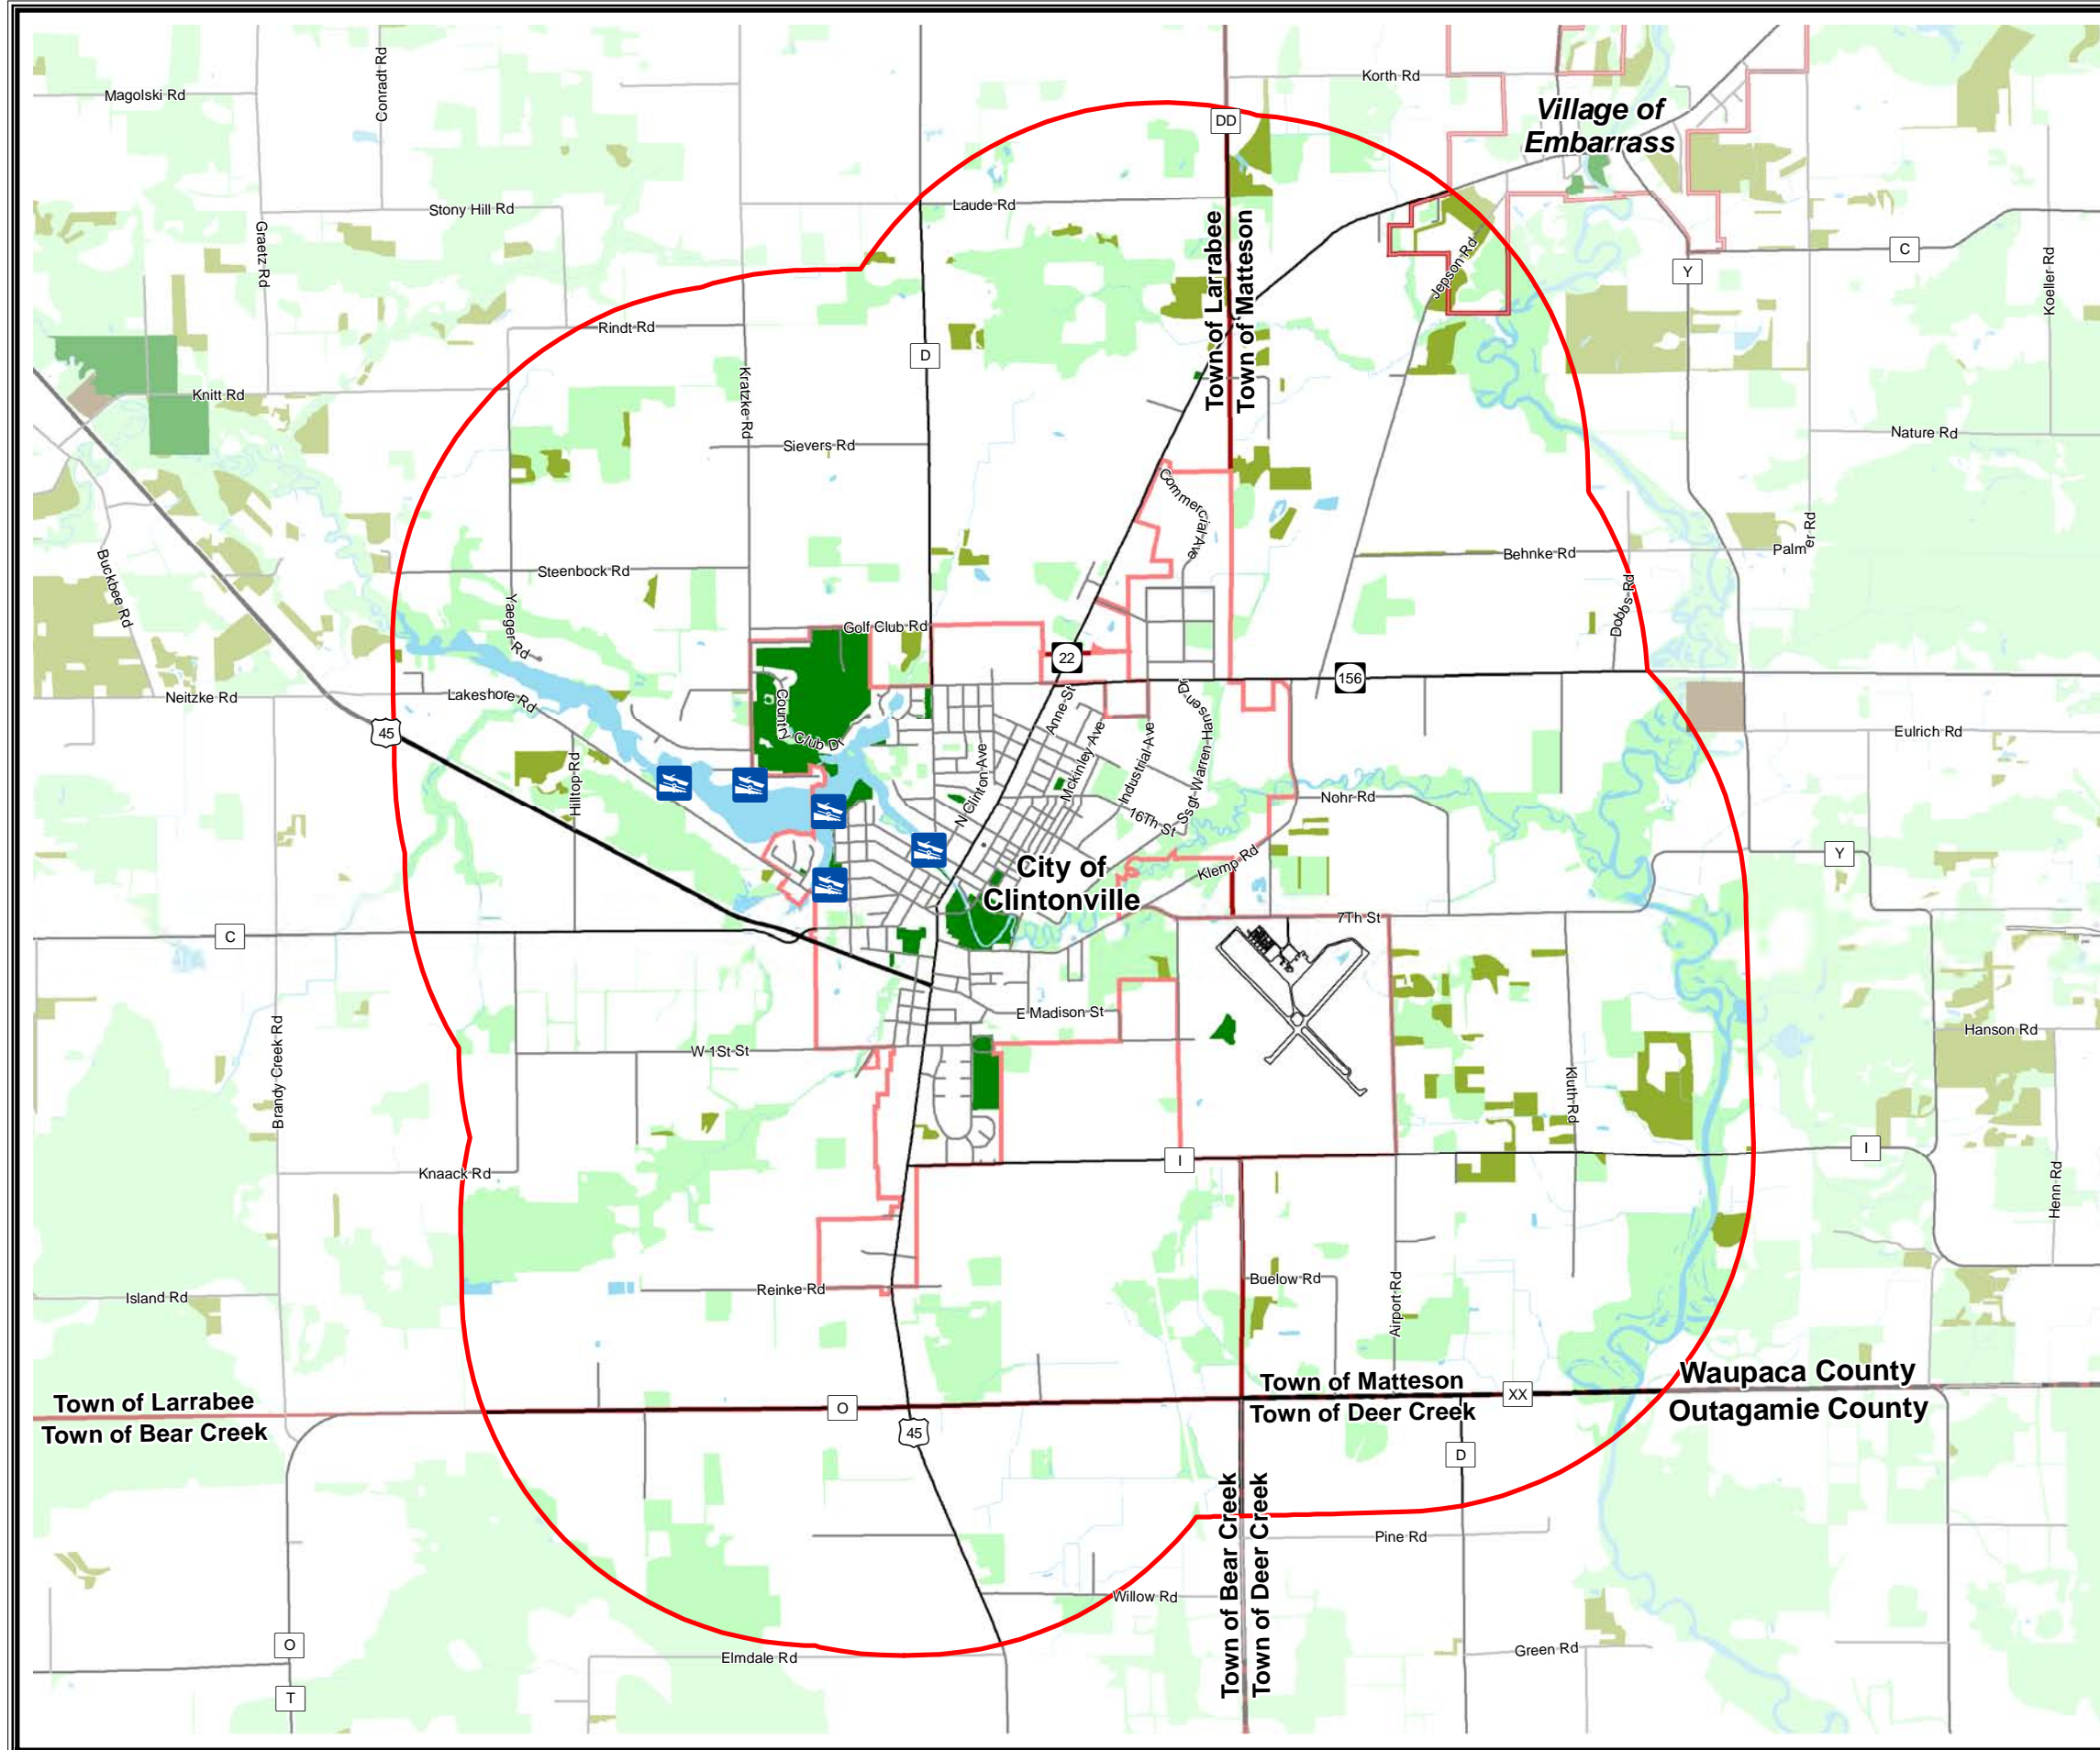 Korth Rd
Conradt Rd
Magolski Rd
Village of
Embarrass
DD
Laude Rd
Stony Hill Rd
Graetz Rd
Town of Larrabee
Town of Matteson
Jepson Rd
C
Y
Koeller Rd
Rindt Rd
D
Knitt Rd
Kratzke Rd
Sievers Rd
Nature Rd
Commercial Ave
Palmer Rd
Behnke Rd
Buckbee Rd
Steenbock Rd
Yaeger Rd
Dobbs Rd
Golf Club Rd
22
156
Neitzke Rd
Lakeshore Rd
Country Club Dr
Anne St
Ssgt Warren Hansen Dr
45
Eulrich Rd
Hilltop Rd
N Clinton Ave
Mckinley Ave
Industrial Ave
16Th St
Nohr Rd
City of
Clintonville
Klemp Rd
Y
C
7Th St
E Madison St
Hanson Rd
Brandy Creek Rd
W 1St St
Kluth Rd
I
I
Knaack Rd
Henn Rd
Buelow Rd
Reinke Rd
Island Rd
Airport Rd
Waupaca County
Outagamie County
Town of Matteson
Town of Deer Creek
XX
Town of Larrabee
Town of Bear Creek
O
45
D
Town of Bear Creek
Town of Deer Creek
Pine Rd
Willow Rd
O
Green Rd
Elmdale Rd
T